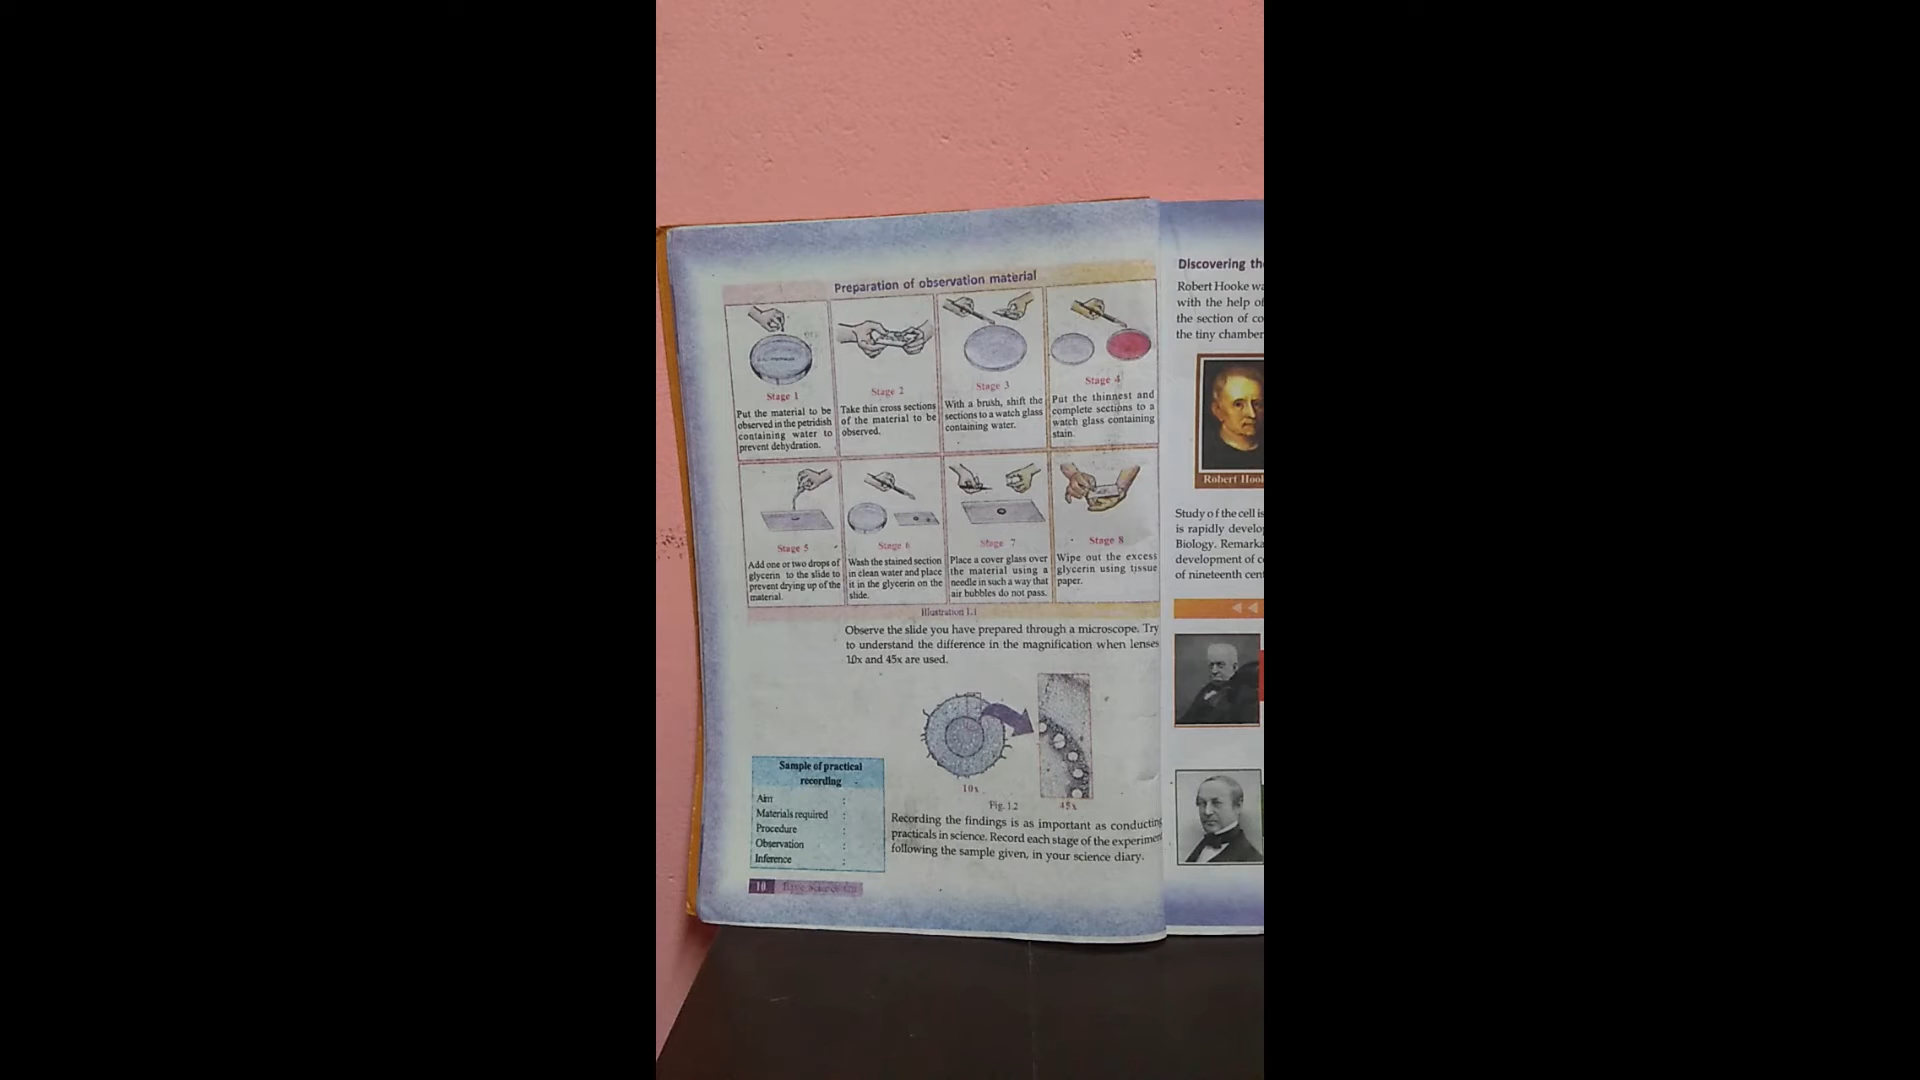 Preparation of observation material
Stage 1
Put the material to be
observed in the petridish
containing water to
prevent dehydration.
Stage 2
Take thin cross sections
of the material to be
observed.
Stage 3
With a brush, shift the
sections to a watch glass
containing water.
Stage 4
Put the thinnest and
complete sections to a
watch glass containing
stain.
Stage 5
Add one or two drops of
glycerin to the slide to
prevent drying up of the
material.
Stage 6
Wash the stained section
in clean water and place
it in the glycerin on the
slide.
Stage 7
Place a cover glass over
the material using a
needle in such a way that
air bubbles do not pass.
Stage 8
Wipe out the excess
glycerin using tissue
paper.
Illustration 1.1
Observe the slide you have prepared through a microscope. Try
to understand the difference in the magnification when lenses
10x and 45x are used.
10x
45x
Fig. 1.2
Sample of practical
recording
Aim :
Materials required :
Procedure :
Observation :
Inference :
Recording the findings is as important as conducting
practicals in science. Record each stage of the experiment
following the sample given, in your science diary.
10
Discovering th
Robert Hooke wa
with the help of
the section of co
the tiny chamber
Robert Hoo
Study of the cell is
is rapidly develo
Biology. Remarka
development of c
of nineteenth cen